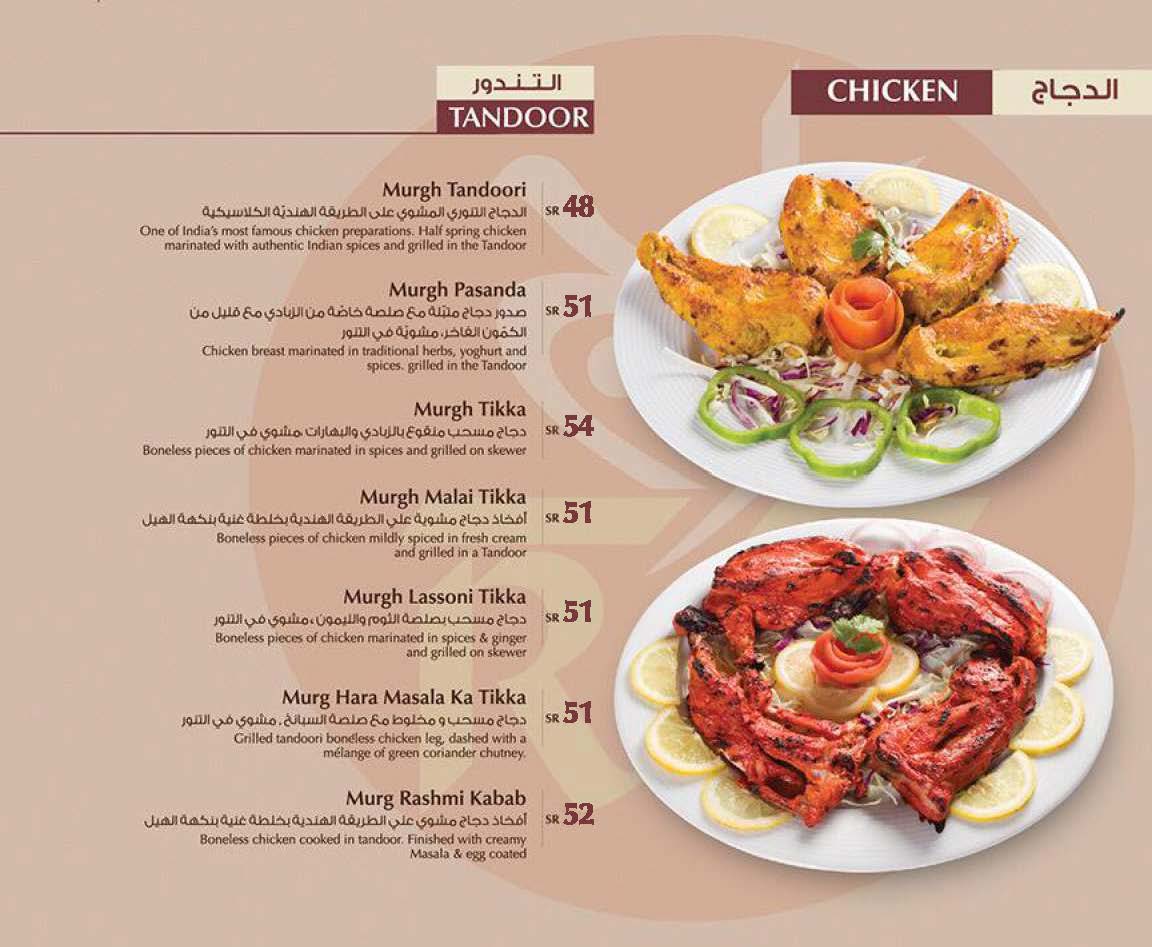 التندور
TANDOOR
CHICKEN
الدجاج
Murgh Tandoori
الدجاج التنوري المشوي على الطريقة الهنديّة الكلاسيكية
SR 48
One of India's most famous chicken preparations. Half spring chicken
marinated with authentic Indian spices and grilled in the Tandoor
Murgh Pasanda
صدور دجاج متبّلة مع صلصة خاصّة من الزبادي مع قليل من
SR 51
الكمّون الفاخر، مشويّة في التنور
Chicken breast marinated in traditional herbs, yoghurt and
spices. grilled in the Tandoor
Murgh Tikka
دجاج مسحب منقوع بالزبادي والبهارات ،مشوي في التنور
SR 54
Boneless pieces of chicken marinated in spices and grilled on skewer
Murgh Malai Tikka
أفخاذ دجاج مشوية علي الطريقة الهندية بخلطة غنية بنكهة الهيل
SR 51
Boneless pieces of chicken mildly spiced in fresh cream
and grilled in a Tandoor
Murgh Lassoni Tikka
دجاج مسحب بصلصة الثوم والليمون ،مشوي في التنور
SR 51
Boneless pieces of chicken marinated in spices & ginger
and grilled on skewer
Murg Hara Masala Ka Tikka
دجاج مسحب و مخلوط مع صلصة السبانخ , مشوي في التنور
SR 51
Grilled tandoori boneless chicken leg, dashed with a
mélange of green coriander chutney.
Murg Rashmi Kabab
أفخاذ دجاج مشوي علي الطريقة الهندية بخلطة غنية بنكهة الهيل
SR 52
Boneless chicken cooked in tandoor. Finished with creamy
Masala & egg coated